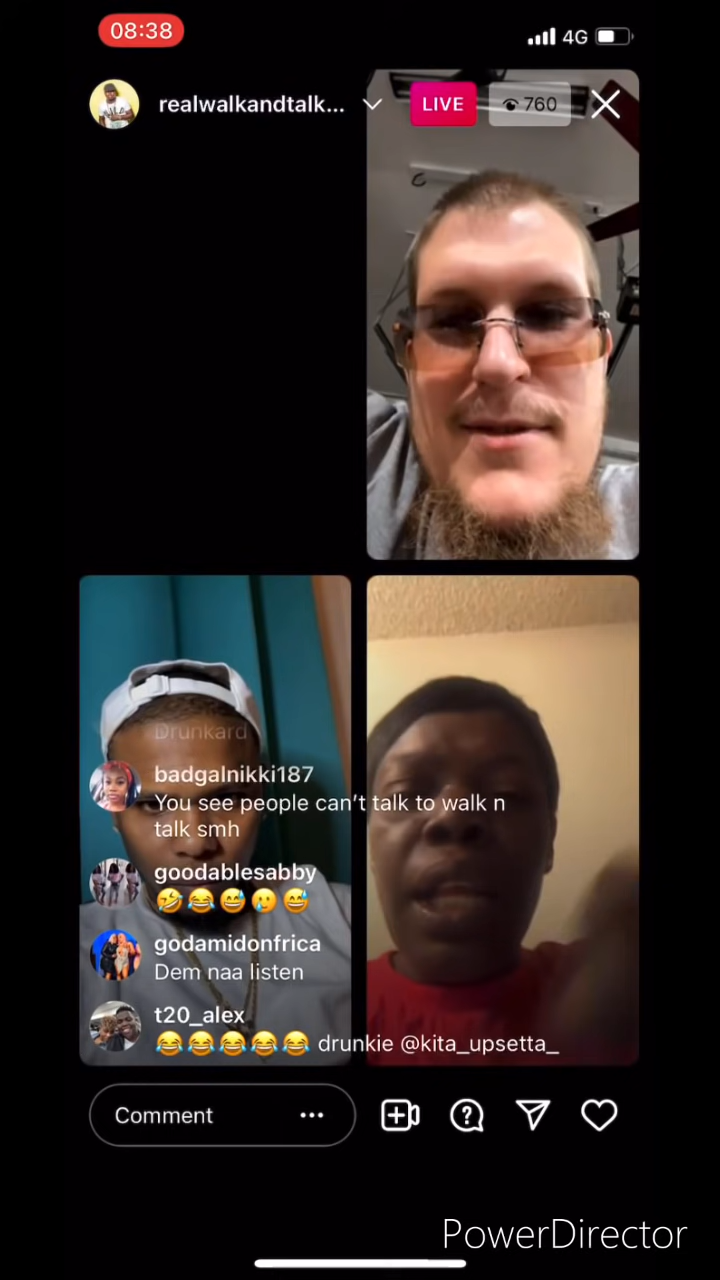 08:38
4G
realwalkandtalk...
LIVE
760
Drunkard
badgalnikki187
You see people can't talk to walk n
talk smh
goodablesabby
🤣😂😅🥲😅
godamidonfrica
Dem naa listen
t20_alex
😂😂😂😂😂 drunkie @kita_upsetta_
Comment
PowerDirector